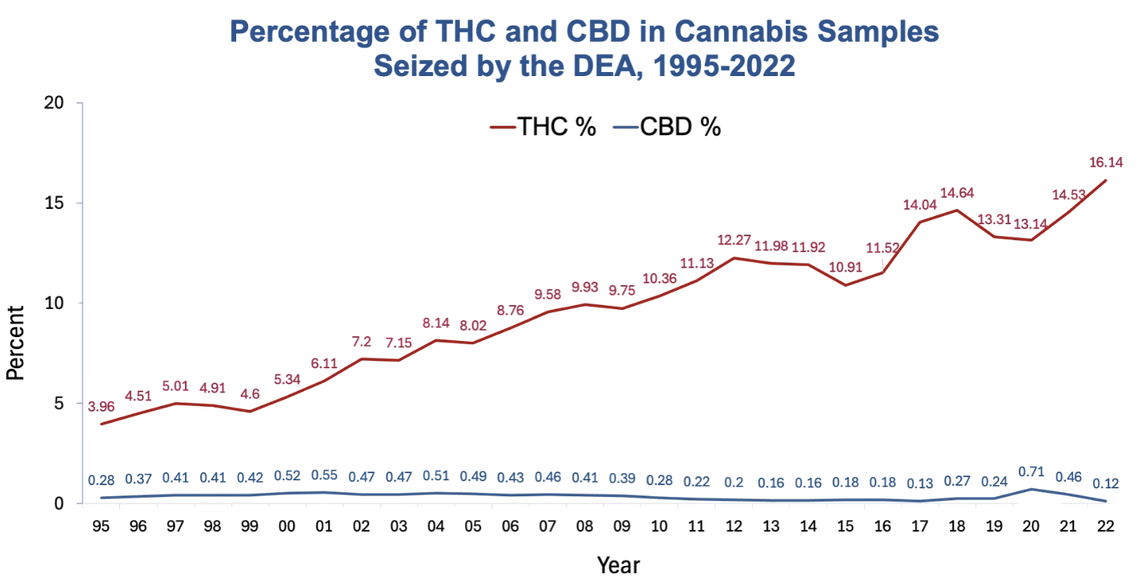 Percentage of THC and CBD in Cannabis Samples
Seized by the DEA, 1995-2022
20
THC % CBD %
16.14
15
14.04 14.64 13.31 13.14 14.53
12.27 11.98 11.92 10.91 11.52
10
9.58 9.93 9.75 10.36 11.13
8.14 8.02 8.76
7.2 7.15
6.11
5
3.96 4.51 5.01 4.91 4.6 5.34
0.28 0.37 0.41 0.41 0.42 0.52 0.55 0.47 0.47 0.51 0.49 0.43 0.46 0.41 0.39 0.28 0.22 0.2 0.16 0.16 0.18 0.18 0.13 0.27 0.24 0.71 0.46 0.12
0
95 96 97 98 99 00 01 02 03 04 05 06 07 08 09 10 11 12 13 14 15 16 17 18 19 20 21 22
Percent
Year